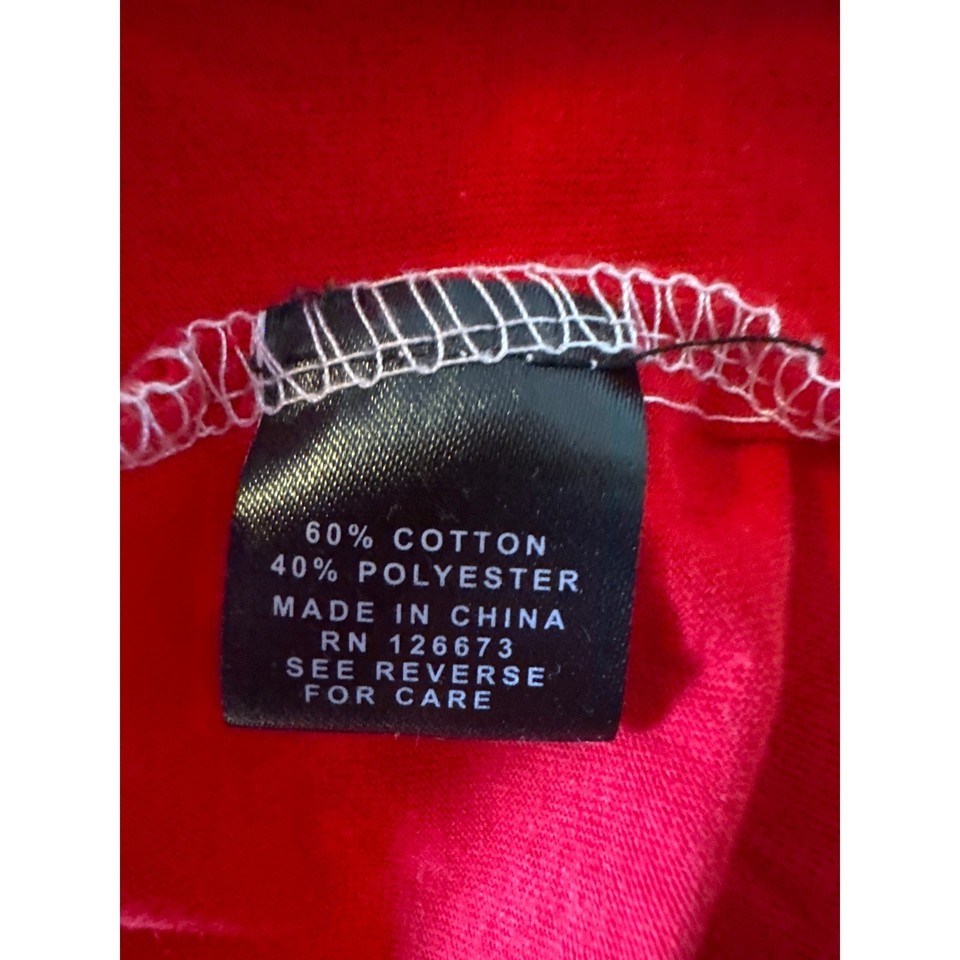 60% COTTON
40% POLYESTER
MADE IN CHINA
RN 126673
SEE REVERSE
FOR CARE